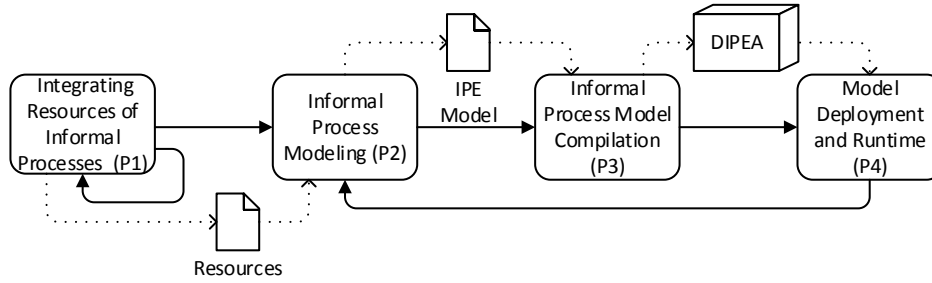 Integrating
Resources of
Informal
Processes (P1)
Resources
Informal
Process
Modeling (P2)
IPE
Model
Informal
Process Model
Compilation
(P3)
DIPEA
Model
Deployment
and Runtime
(P4)